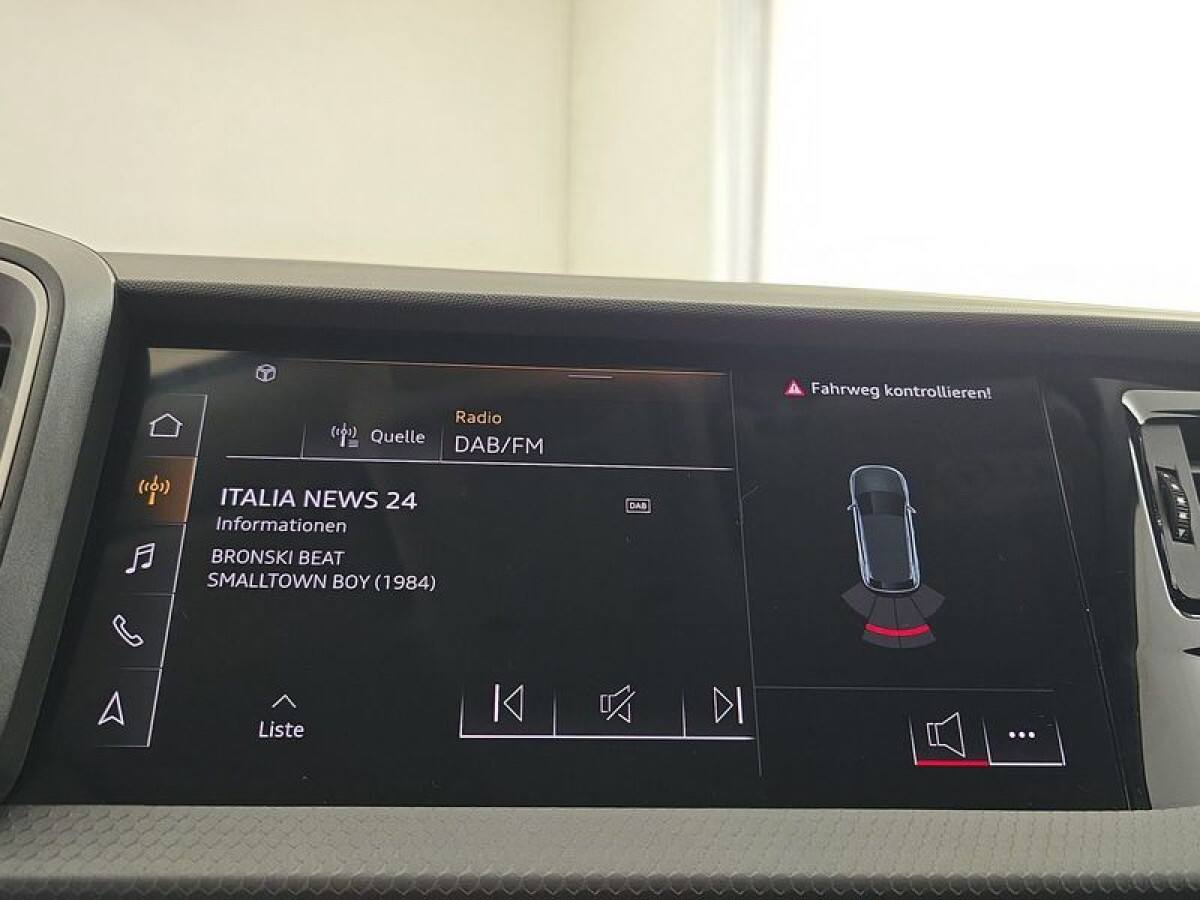 Radio
Quelle
DAB/FM
ITALIA NEWS 24
DAB
Informationen
BRONSKI BEAT
SMALLTOWN BOY (1984)
Liste
Fahrweg kontrollieren!